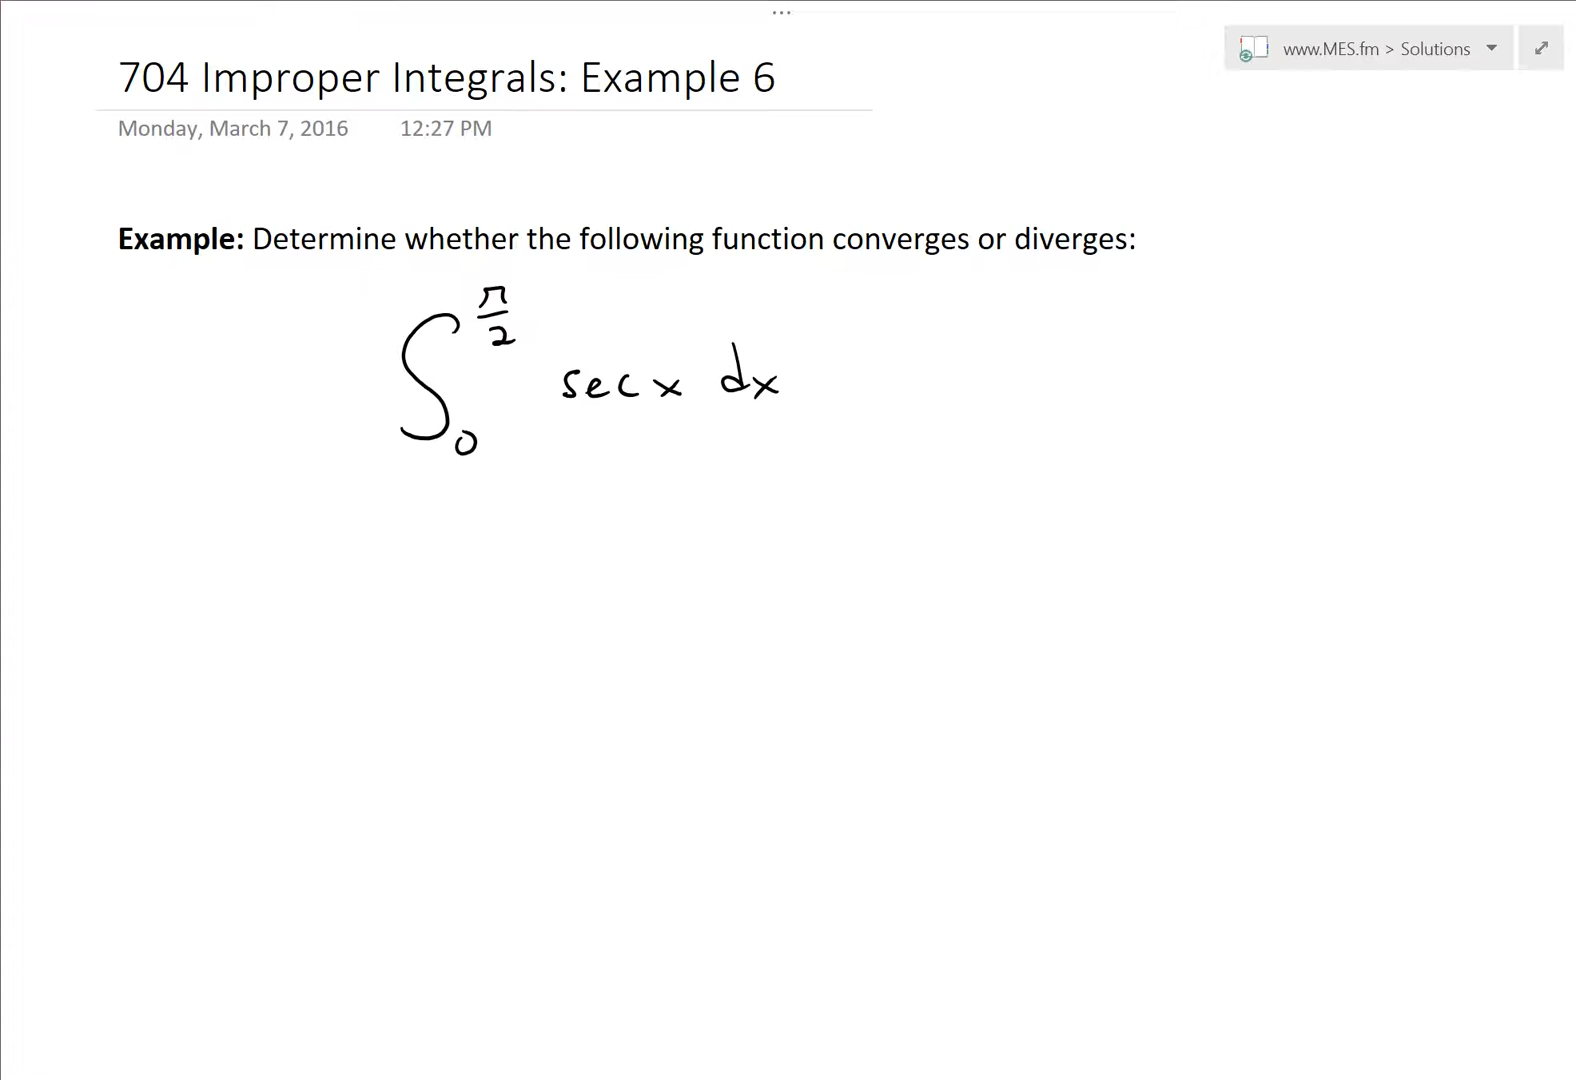 ...
www.MES.fm > Solutions
704 Improper Integrals: Example 6
Monday, March 7, 2016 12:27 PM
Example: Determine whether the following function converges or diverges:
∫₀^(π/2) sec x dx